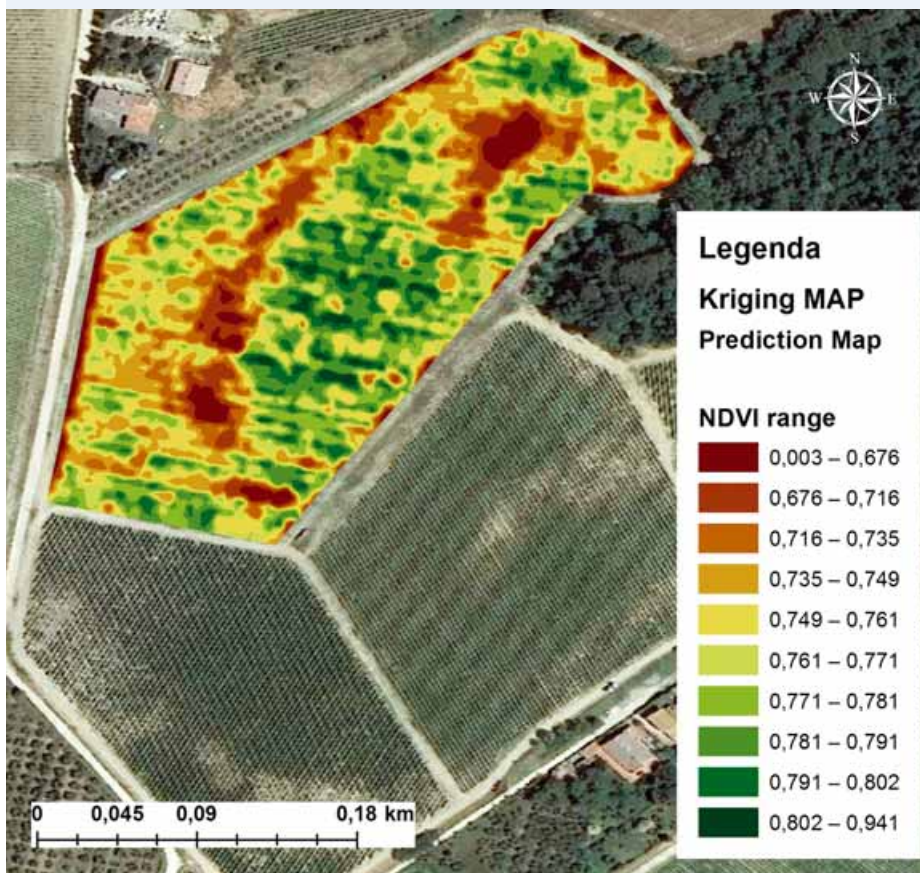 N
W E
S
Legenda
Kriging MAP
Prediction Map
NDVI range
0,003 – 0,676
0,676 – 0,716
0,716 – 0,735
0,735 – 0,749
0,749 – 0,761
0,761 – 0,771
0,771 – 0,781
0,781 – 0,791
0,791 – 0,802
0,802 – 0,941
0 0,045 0,09 0,18 km